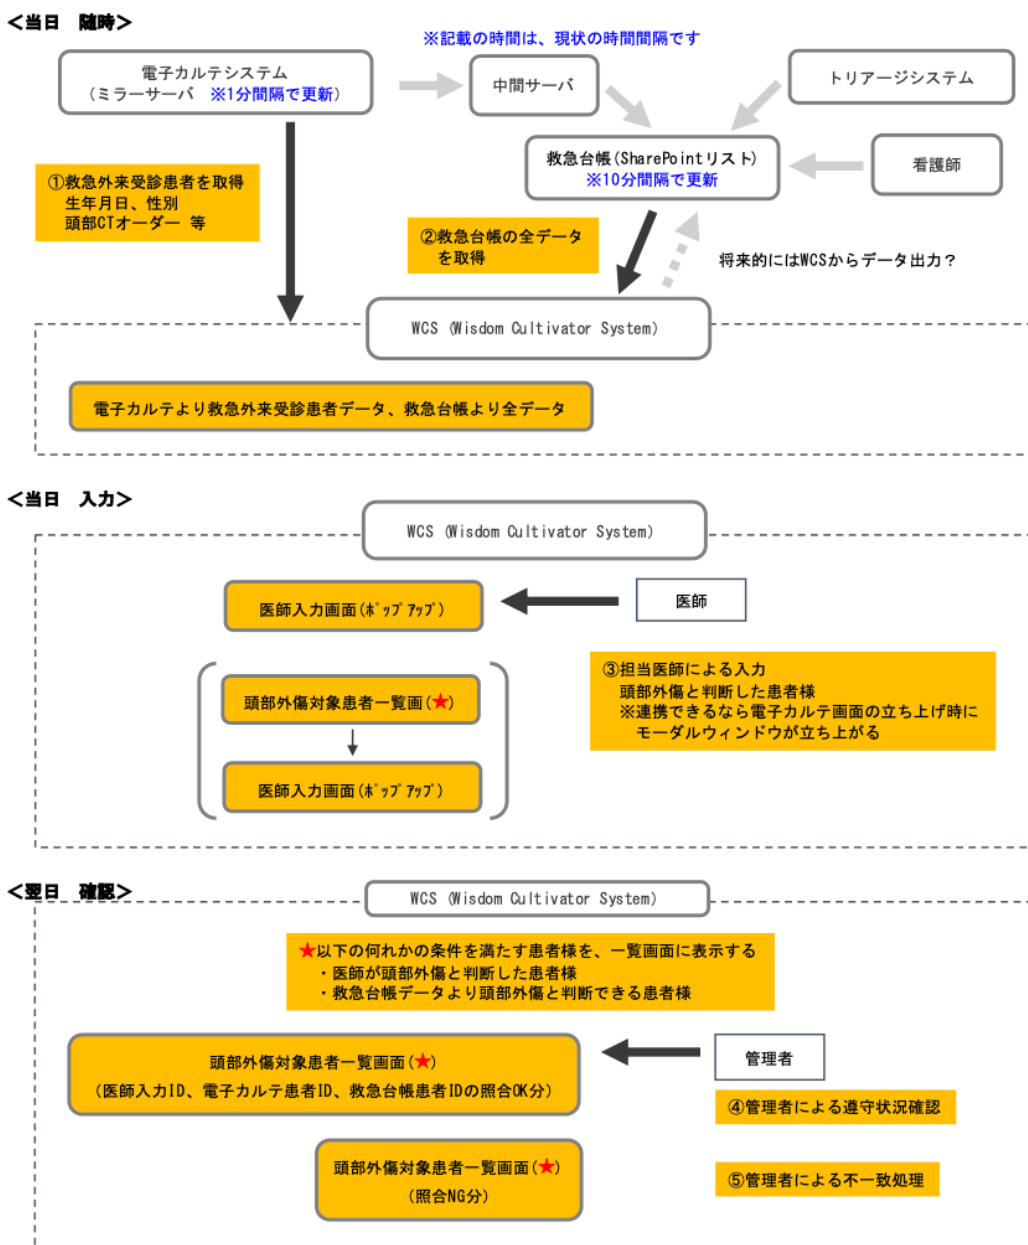 <当日　随時>
※記載の時間は、現状の時間間隔です
電子カルテシステム
(ミラーサーバ　※1分間隔で更新)
中間サーバ
トリアージシステム
救急台帳(SharePointリスト)
※10分間隔で更新
看護師
①救急外来受診患者を取得
生年月日、性別
頭部CTオーダー 等
②救急台帳の全データ
を取得
将来的にはWCSからデータ出力？
WCS (Wisdom Cultivator System)
電子カルテより救急外来受診患者データ、救急台帳より全データ
<当日　入力>
WCS (Wisdom Cultivator System)
医師入力画面(ﾎﾟｯﾌﾟｱｯﾌﾟ)
医師
③担当医師による入力
頭部外傷と判断した患者様
※連携できるなら電子カルテ画面の立ち上げ時に
モーダルウィンドウが立ち上がる
頭部外傷対象患者一覧画(★)
医師入力画面(ﾎﾟｯﾌﾟｱｯﾌﾟ)
<翌日　確認>
WCS (Wisdom Cultivator System)
★以下の何れかの条件を満たす患者様を、一覧画面に表示する
・医師が頭部外傷と判断した患者様
・救急台帳データより頭部外傷と判断できる患者様
頭部外傷対象患者一覧画面(★)
(医師入力ID、電子カルテ患者ID、救急台帳患者IDの照合OK分)
管理者
④管理者による遵守状況確認
頭部外傷対象患者一覧画面(★)
(照合NG分)
⑤管理者による不一致処理